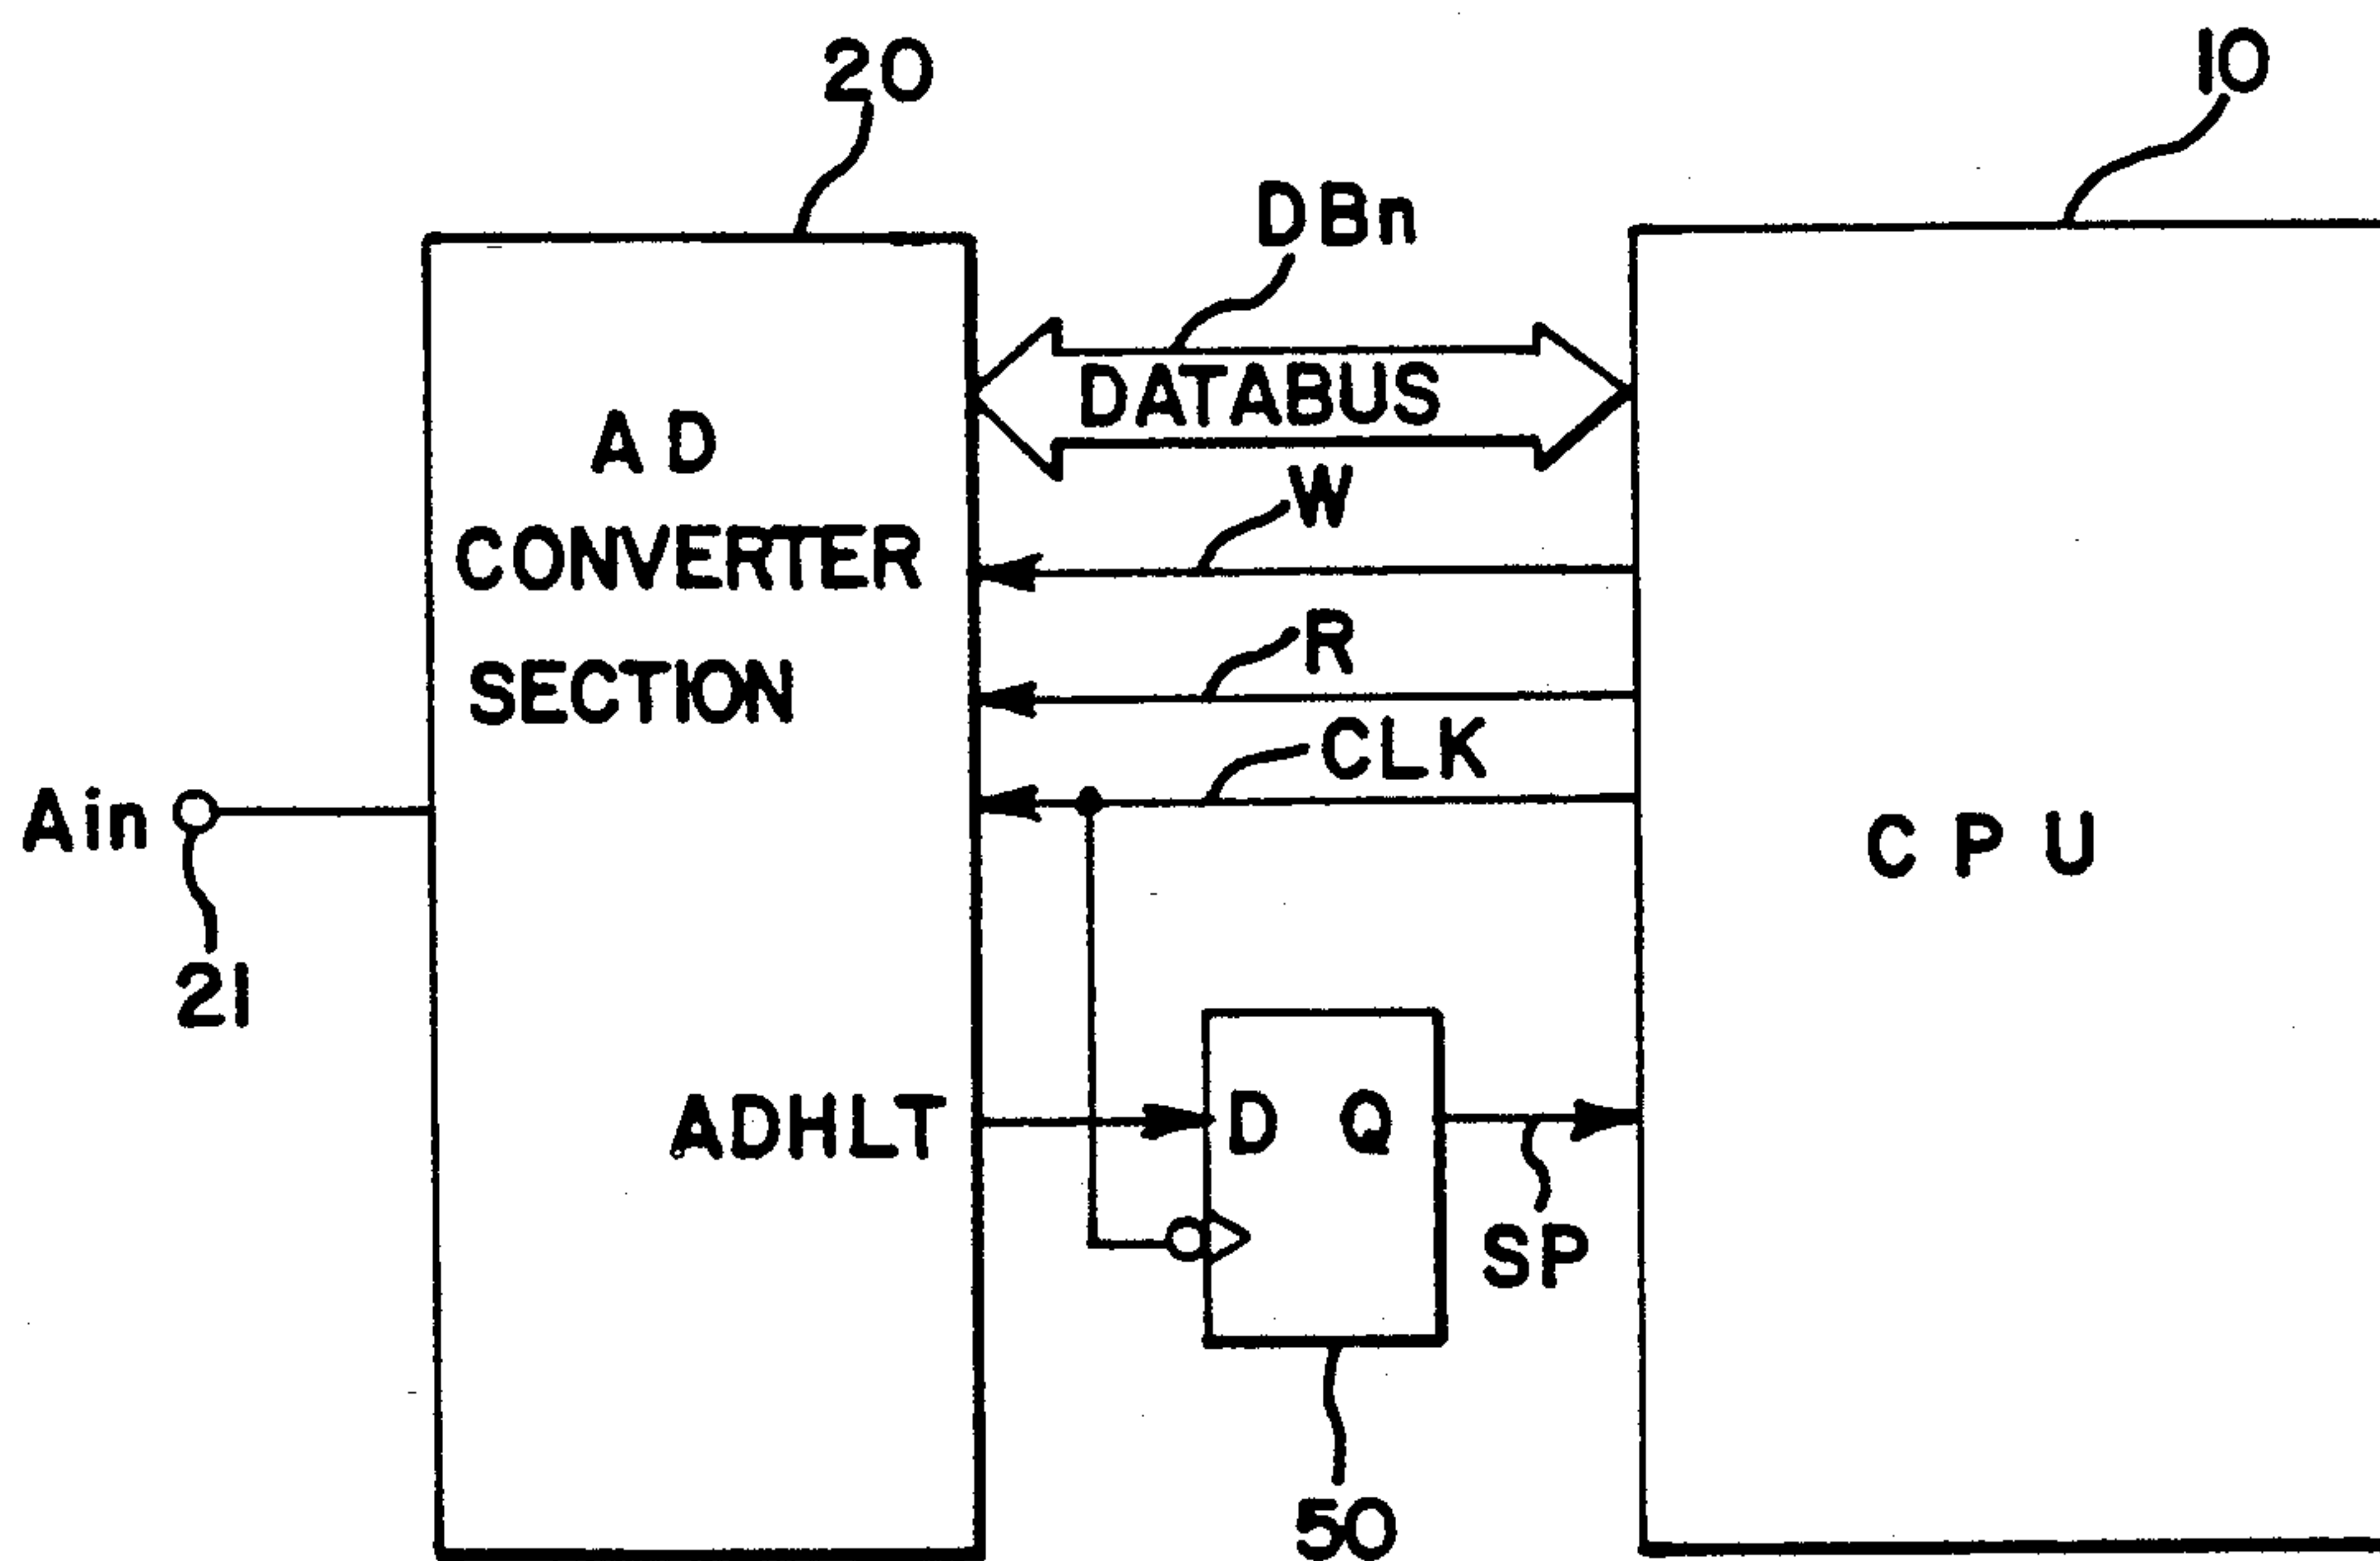 20
10
DBn
DATABUS
W
R
CLK
AD
CONVERTER
SECTION
Ain
21
CPU
ADHLT
D Q
SP
50